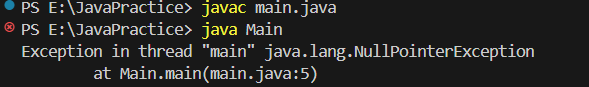 PS E:\JavaPractice> javac main.java
PS E:\JavaPractice> java Main
Exception in thread "main" java.lang.NullPointerException
        at Main.main(main.java:5)